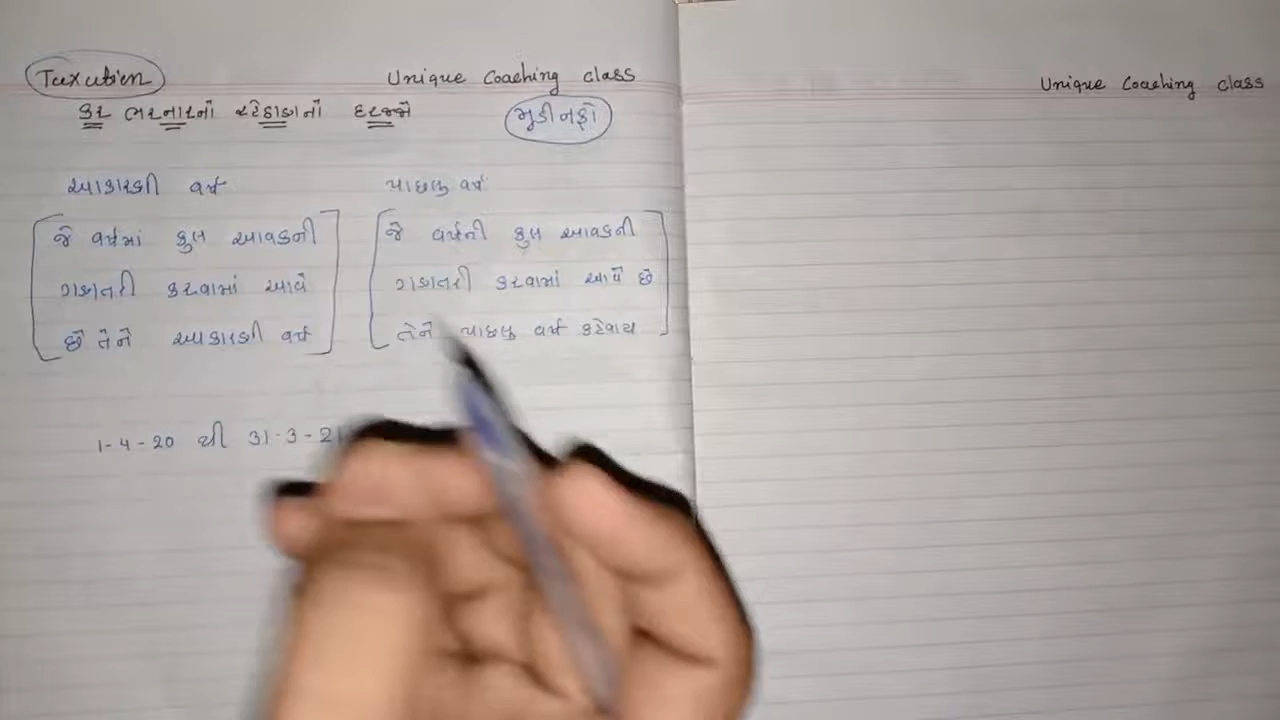 Taxution
Unique Coaching class
કર ભરનારનો રહેઠાણનો દરજ્જો
મૂડી નફો
આકારણી વર્ષ
પાછલુ વર્ષ
જે વર્ષમાં કુલ આવકની
ગણતરી કરવામાં આવે
છે તેને આકારણી વર્ષ
જે વર્ષની કુલ આવકની
ગણતરી કરવામાં આવે છે
તેને પાછલુ વર્ષ કહેવાય
1-4-20 થી 31-3-21
Unique Coaching class